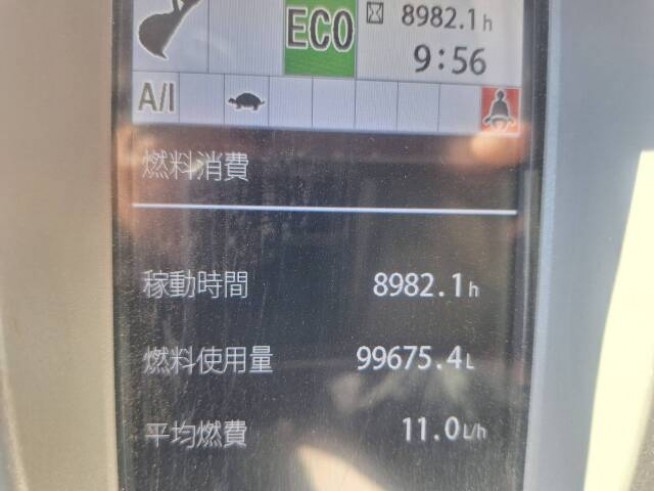 ECO
8982.1h
9:56
A/I
燃料消費
稼動時間 8982.1h
燃料使用量 99675.4L
平均燃費 11.0L/h